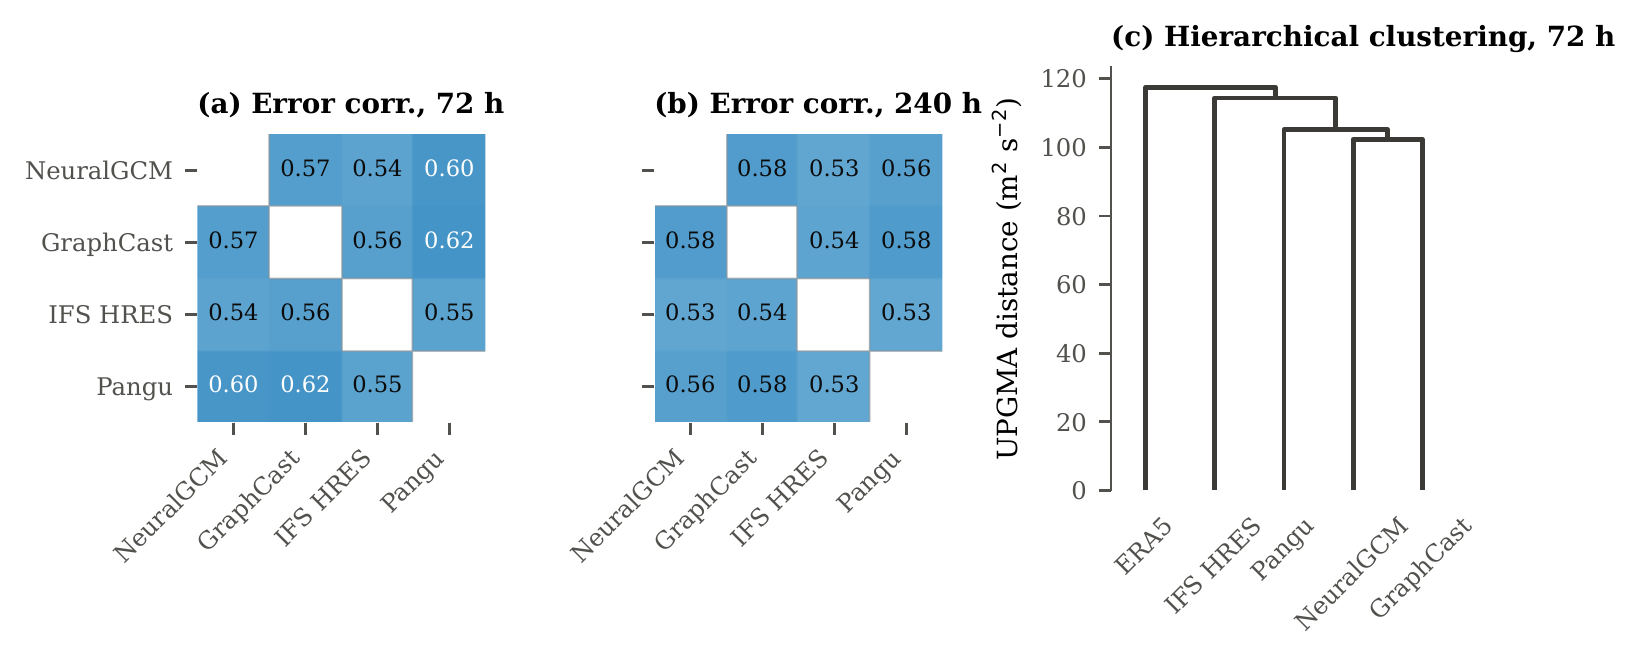 (a) Error corr., 72 h
NeuralGCM
GraphCast
IFS HRES
Pangu
0.57 0.54 0.60
0.57 0.56 0.62
0.54 0.56 0.55
0.60 0.62 0.55
NeuralGCM
GraphCast
IFS HRES
Pangu
(b) Error corr., 240 h
0.58 0.53 0.56
0.58 0.54 0.58
0.53 0.54 0.53
0.56 0.58 0.53
NeuralGCM
GraphCast
IFS HRES
Pangu
(c) Hierarchical clustering, 72 h
UPGMA distance (m² s⁻²)
120
100
80
60
40
20
0
ERA5
IFS HRES
Pangu
NeuralGCM
GraphCast